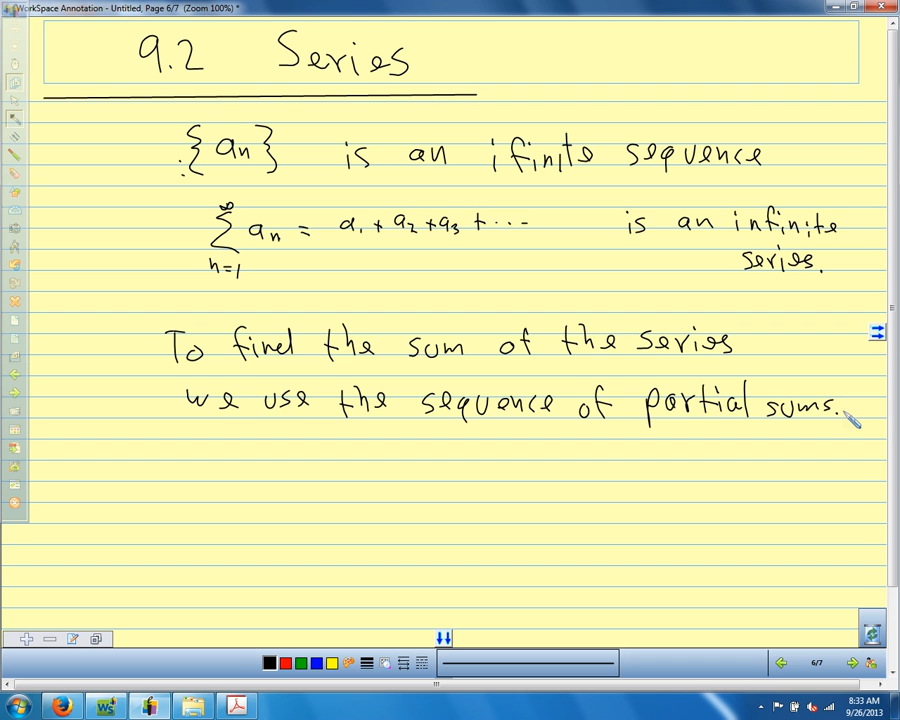 WorkSpace Annotation - Untitled, Page 6/7 (Zoom 100%) *
9.2 Series
{an} is an ifinite sequence
∞
∑ an = a1 + a2 + a3 + ··· is an infinite
n=1 series.
To find the sum of the series
we use the sequence of partial sums.
6/7
8:33 AM
9/26/2013